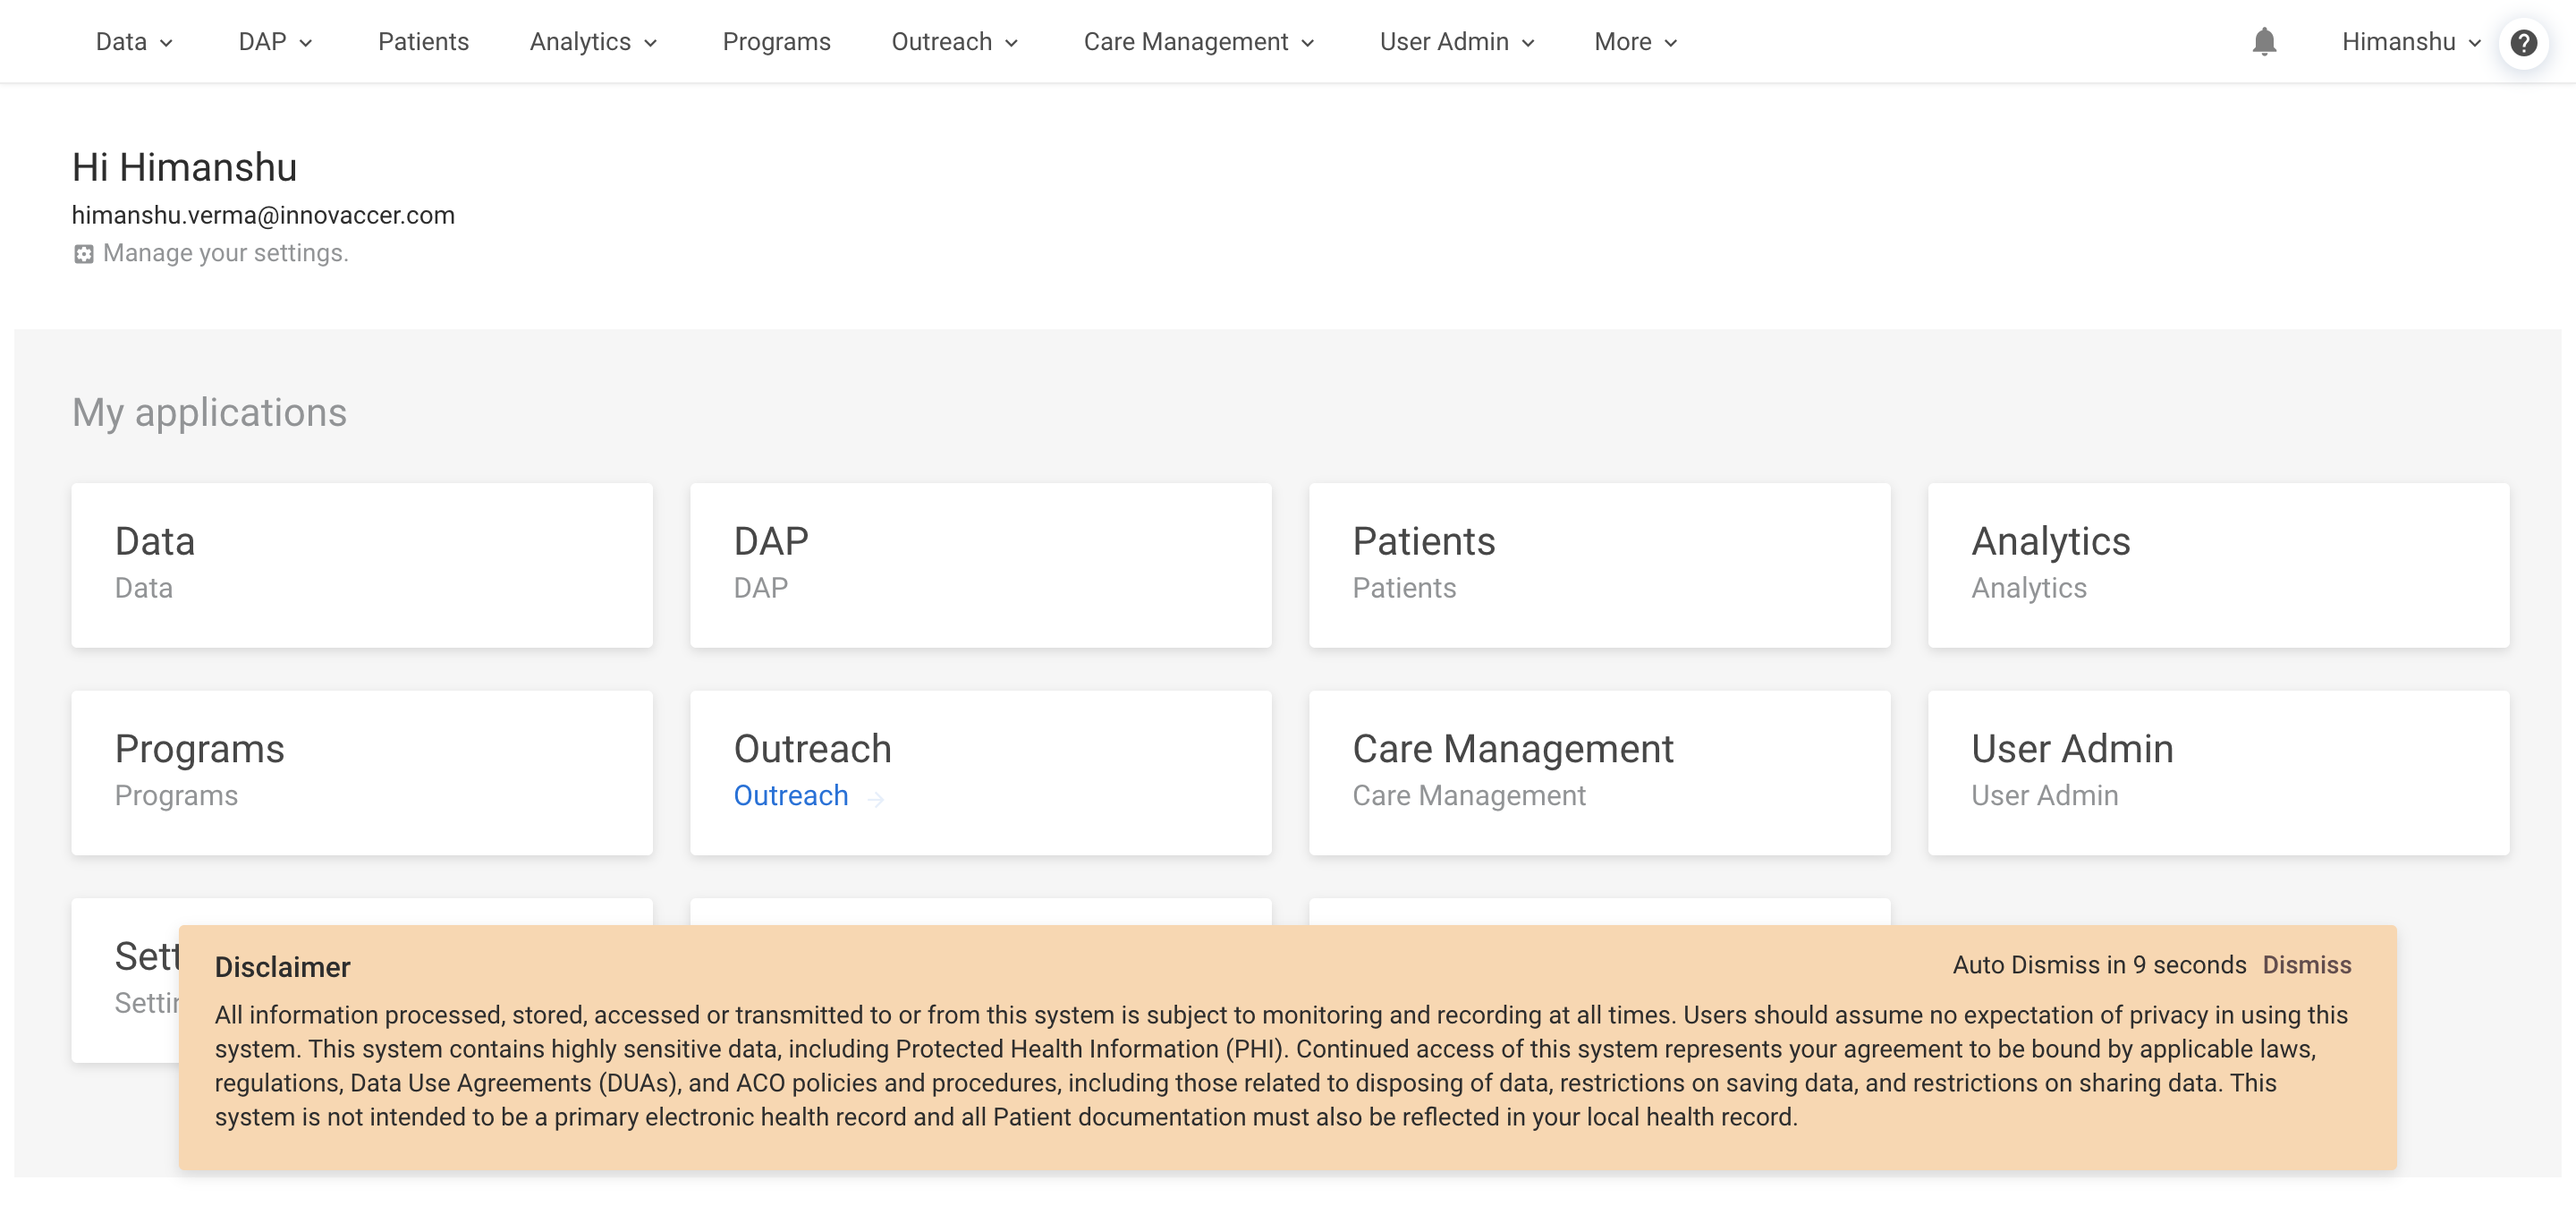 Data DAP Patients Analytics Programs Outreach Care Management User Admin More Himanshu
Hi Himanshu
himanshu.verma@innovaccer.com
Manage your settings.
My applications
Data
Data
DAP
DAP
Patients
Patients
Analytics
Analytics
Programs
Programs
Outreach
Outreach
Care Management
Care Management
User Admin
User Admin
Disclaimer
Auto Dismiss in 9 seconds Dismiss
All information processed, stored, accessed or transmitted to or from this system is subject to monitoring and recording at all times. Users should assume no expectation of privacy in using this
system. This system contains highly sensitive data, including Protected Health Information (PHI). Continued access of this system represents your agreement to be bound by applicable laws,
regulations, Data Use Agreements (DUAs), and ACO policies and procedures, including those related to disposing of data, restrictions on saving data, and restrictions on sharing data. This
system is not intended to be a primary electronic health record and all Patient documentation must also be reflected in your local health record.